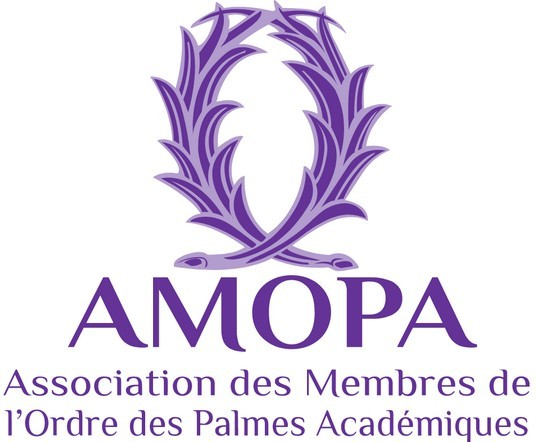 AMOPA
Association des Membres de
l’Ordre des Palmes Académiques